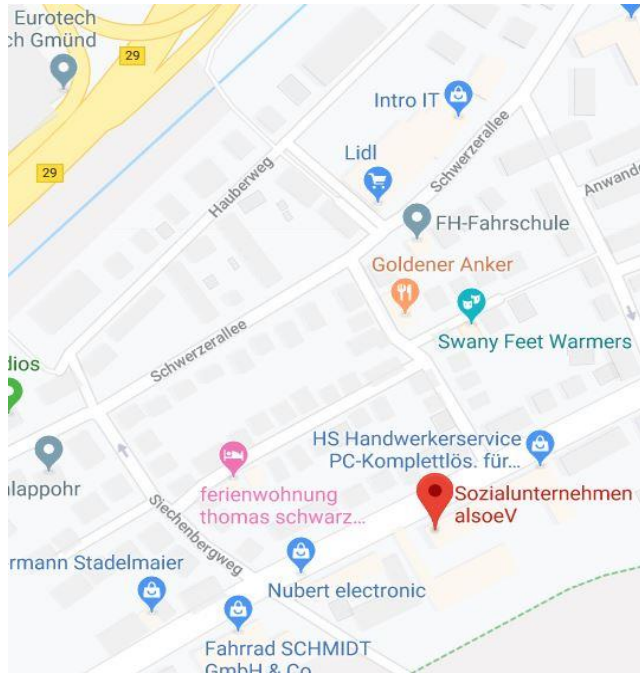 Eurotech
ch Gmünd
29
29
Intro IT
Lidl
Schwerzerallee
Hauberweg
Anwande
FH-Fahrschule
Goldener Anker
Swany Feet Warmers
Schwerzerallee
dios
HS Handwerkerservice
PC-Komplettlös. für...
lappohr
ferienwohnung
thomas schwarz...
Sozialunternehmen
alsoeV
Siechenbergweg
rmann Stadelmaier
Nubert electronic
Fahrrad SCHMIDT
GmbH & Co